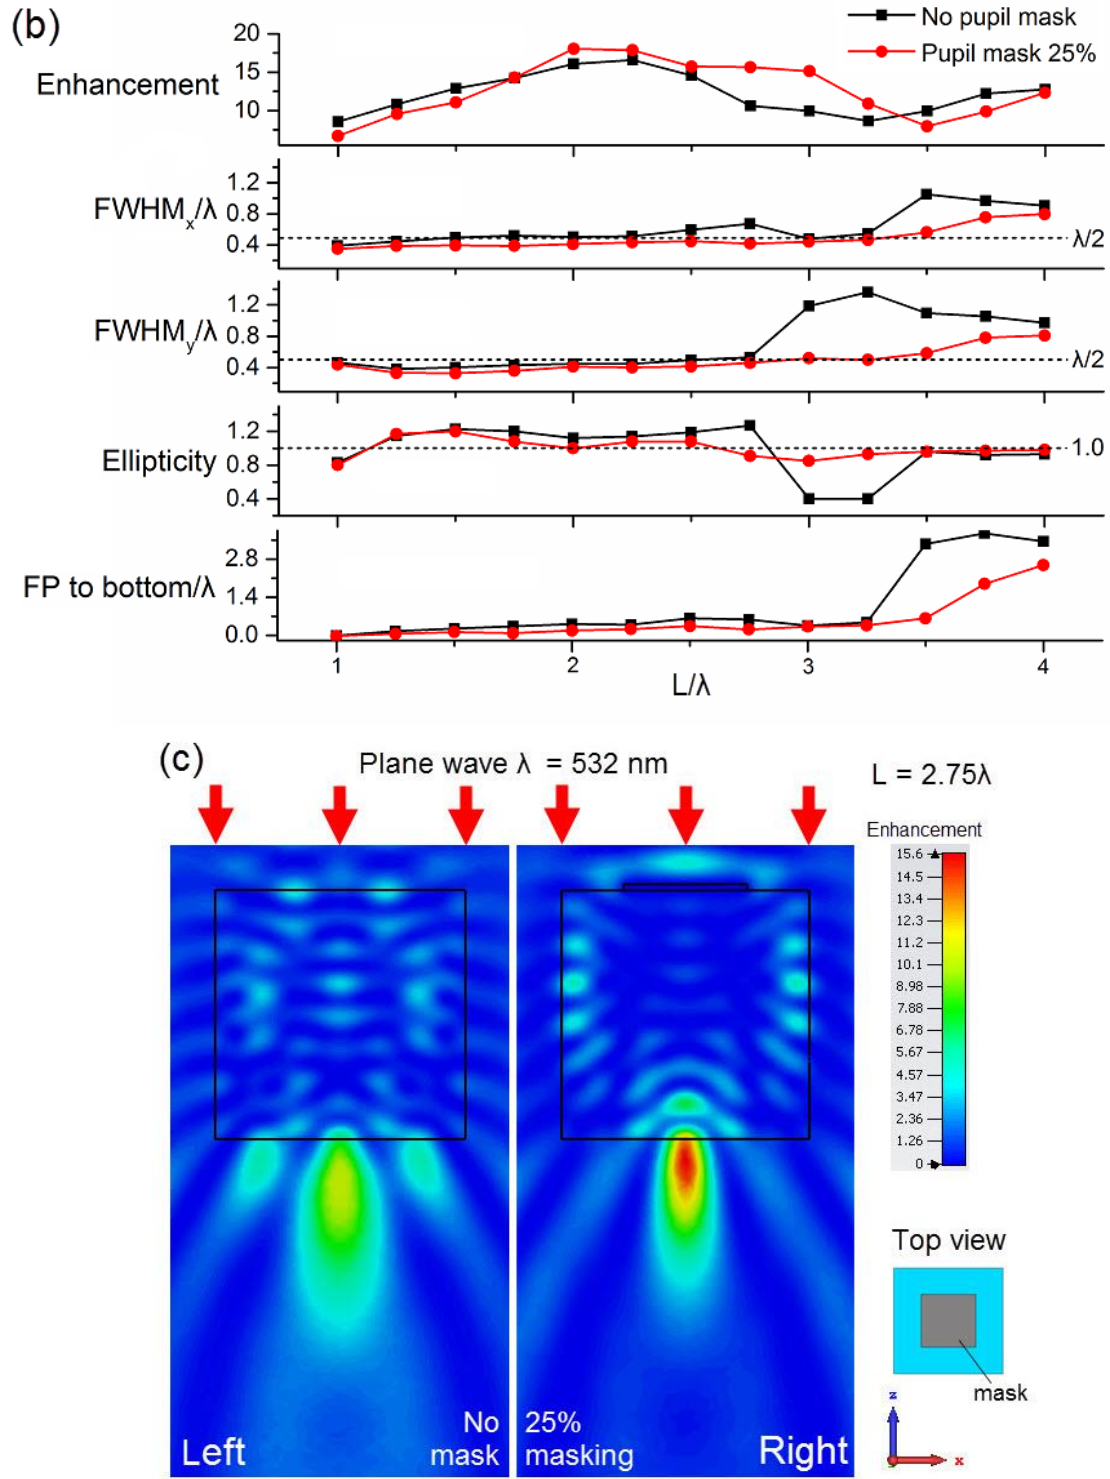 (b)
No pupil mask
Pupil mask 25%
Enhancement
20
15
10
FWHMx/λ
1.2
0.8
0.4
λ/2
FWHMy/λ
1.2
0.8
0.4
λ/2
Ellipticity
1.2
0.8
0.4
1.0
FP to bottom/λ
2.8
1.4
0.0
1 2 3 4
L/λ
(c)
Plane wave λ = 532 nm
L = 2.75λ
Enhancement
15.6
14.5
13.4
12.3
11.2
10.1
8.98
7.88
6.78
5.67
4.57
3.47
2.36
1.26
0
Left
No
mask
25%
masking
Right
Top view
mask
z
x